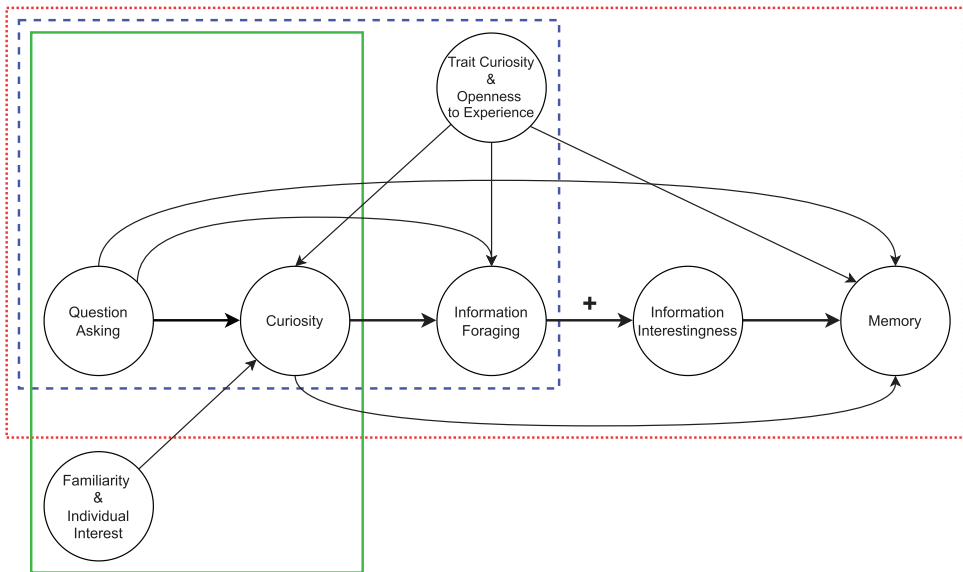 Trait Curiosity
&
Openness
to Experience
Question
Asking
Curiosity
Information
Foraging
+
Information
Interestingness
Memory
Familiarity
&
Individual
Interest